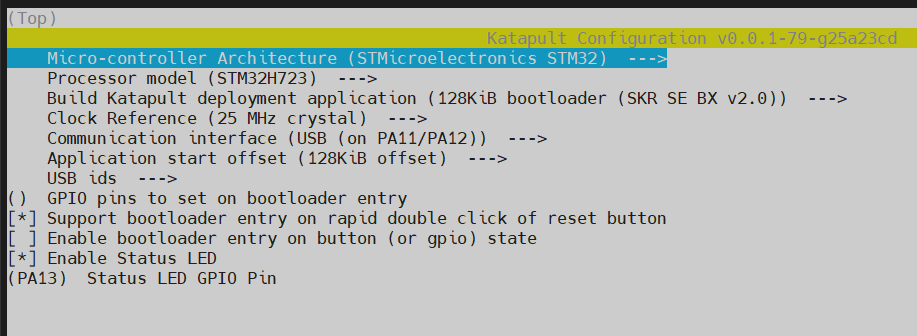 (Top)
Katapult Configuration v0.0.1-79-g25a23cd
Micro-controller Architecture (STMicroelectronics STM32)  --->
Processor model (STM32H723)  --->
Build Katapult deployment application (128KiB bootloader (SKR SE BX v2.0))  --->
Clock Reference (25 MHz crystal)  --->
Communication interface (USB (on PA11/PA12))  --->
Application start offset (128KiB offset)  --->
USB ids  --->
()  GPIO pins to set on bootloader entry
[*] Support bootloader entry on rapid double click of reset button
[ ] Enable bootloader entry on button (or gpio) state
[*] Enable Status LED
(PA13)  Status LED GPIO Pin